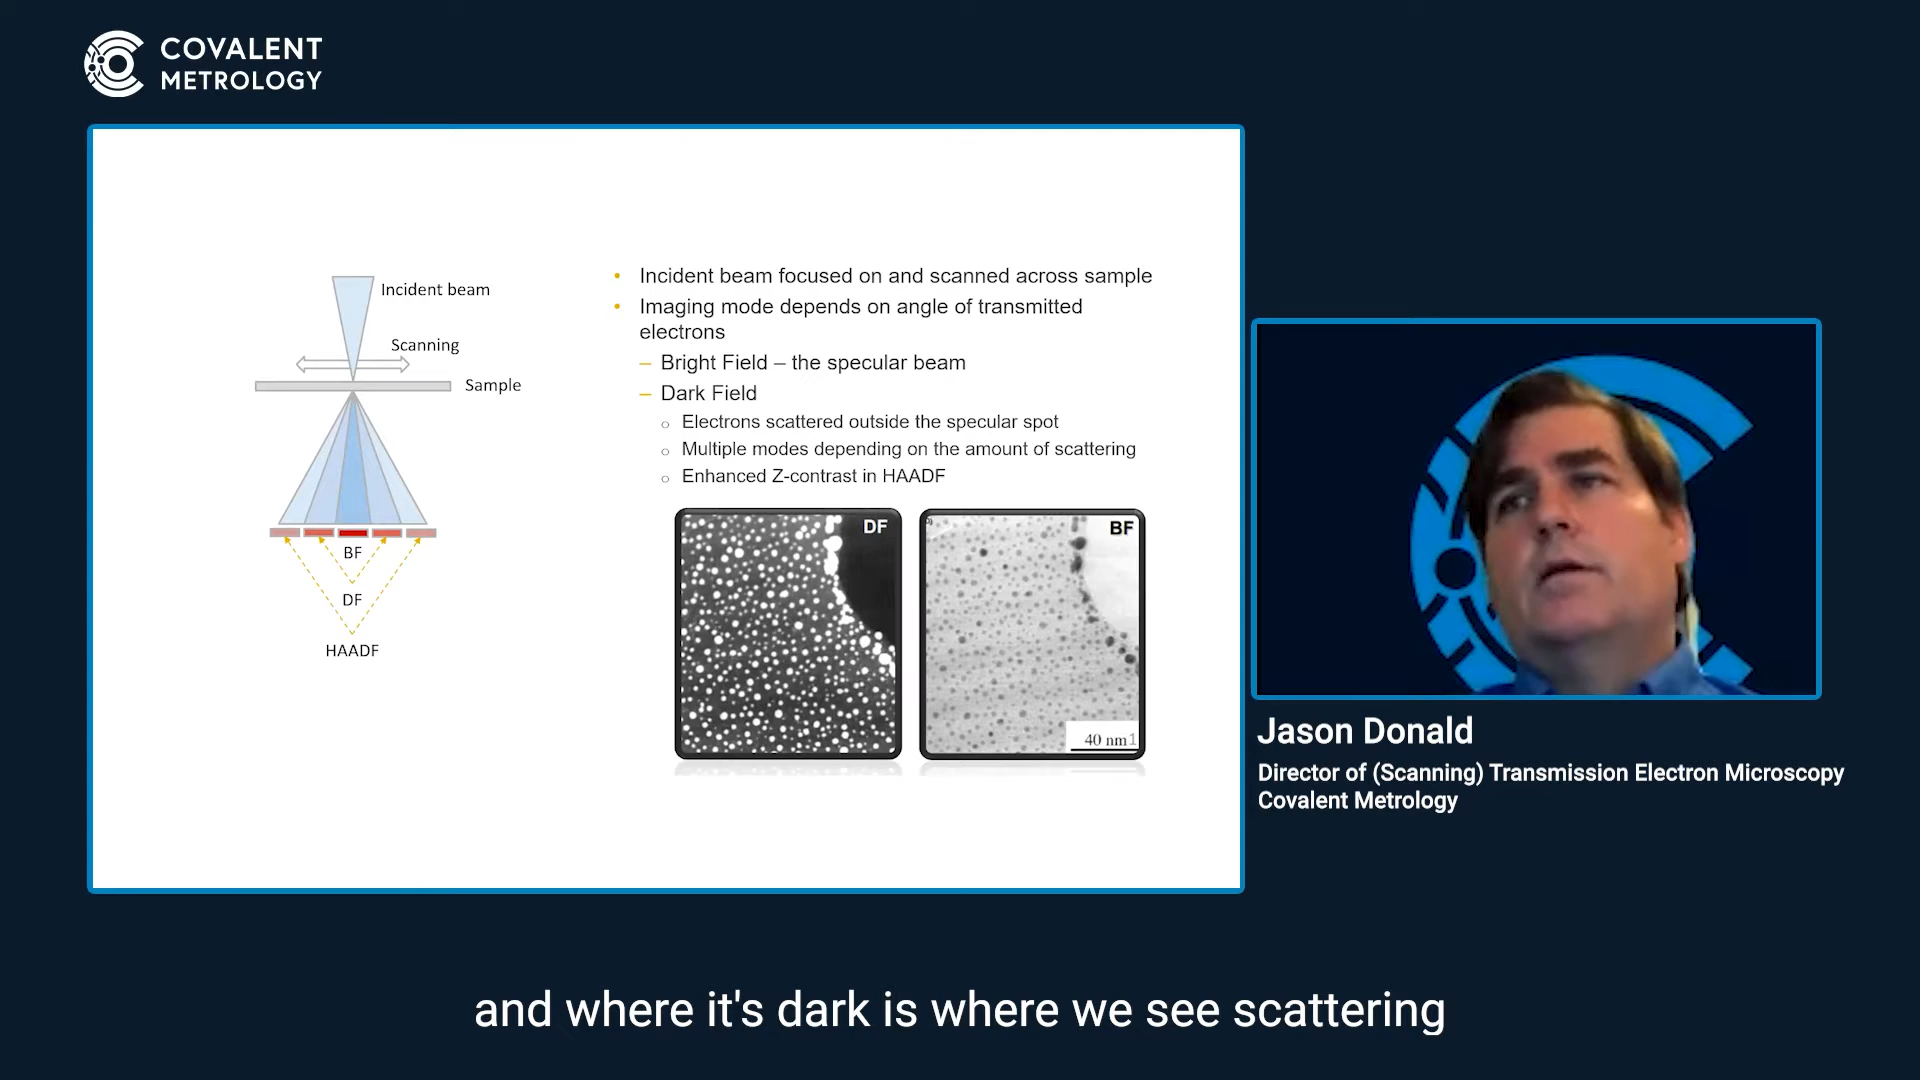 COVALENT
METROLOGY
Incident beam
Scanning
Sample
BF
DF
HAADF
• Incident beam focused on and scanned across sample
• Imaging mode depends on angle of transmitted
electrons
– Bright Field – the specular beam
– Dark Field
○ Electrons scattered outside the specular spot
○ Multiple modes depending on the amount of scattering
○ Enhanced Z-contrast in HAADF
DF
BF
40 nm
Jason Donald
Director of (Scanning) Transmission Electron Microscopy
Covalent Metrology
and where it's dark is where we see scattering